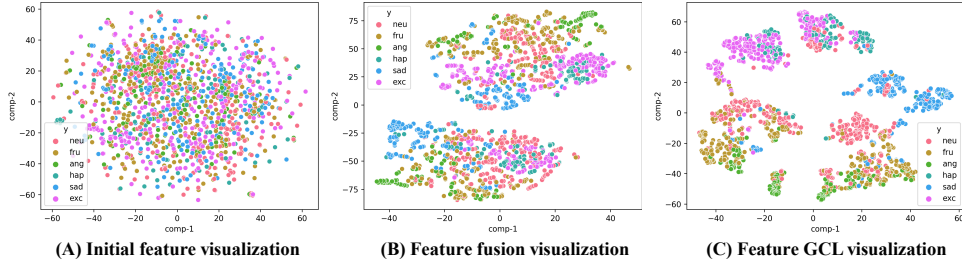 60
40
20
0
−20
−40
−60
comp-2
y
neu
fru
ang
hap
sad
exc
−60 −40 −20 0 20 40 60
comp-1
(A) Initial feature visualization
75
50
25
0
−25
−50
−75
comp-2
y
neu
fru
ang
hap
sad
exc
−40 −20 0 20 40
comp-1
(B) Feature fusion visualization
60
40
20
0
−20
−40
−60
comp-2
y
neu
fru
ang
hap
sad
exc
−40 −20 0 20 40 60
comp-1
(C) Feature GCL visualization